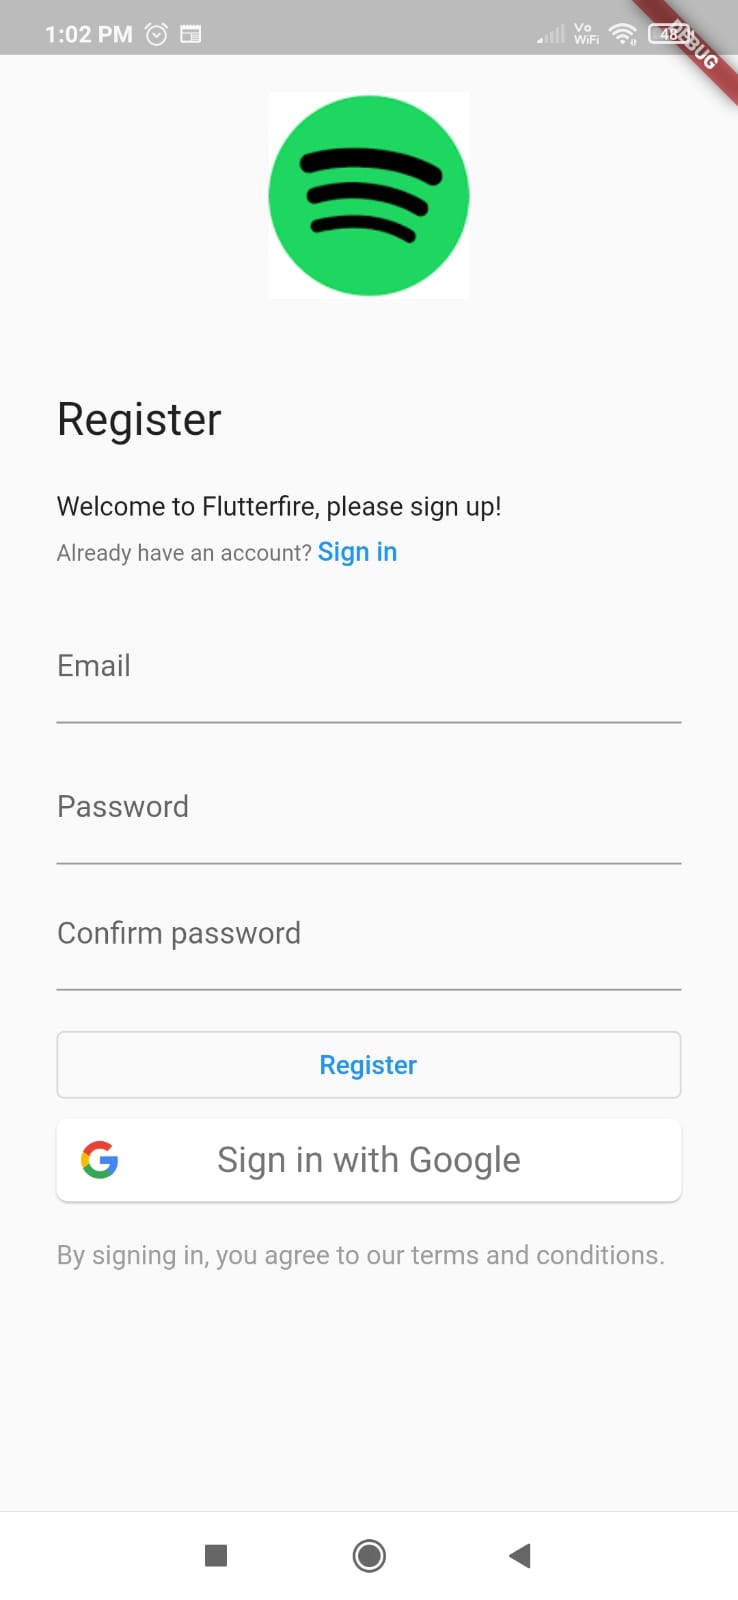 1:02 PM
Vo
WiFi
48
DEBUG
Register
Welcome to Flutterfire, please sign up!
Already have an account? Sign in
Email
Password
Confirm password
Register
Sign in with Google
By signing in, you agree to our terms and conditions.